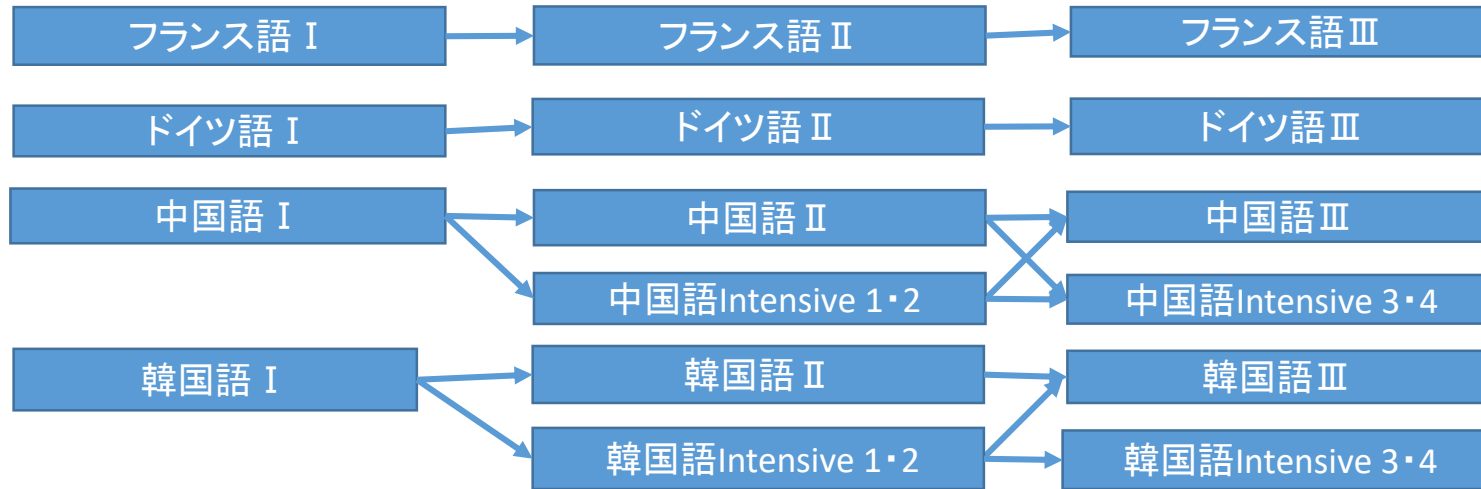 フランス語Ⅰ
フランス語Ⅱ
フランス語Ⅲ
ドイツ語Ⅰ
ドイツ語Ⅱ
ドイツ語Ⅲ
中国語Ⅰ
中国語Ⅱ
中国語Ⅲ
中国語Intensive 1・2
中国語Intensive 3・4
韓国語Ⅰ
韓国語Ⅱ
韓国語Ⅲ
韓国語Intensive 1・2
韓国語Intensive 3・4